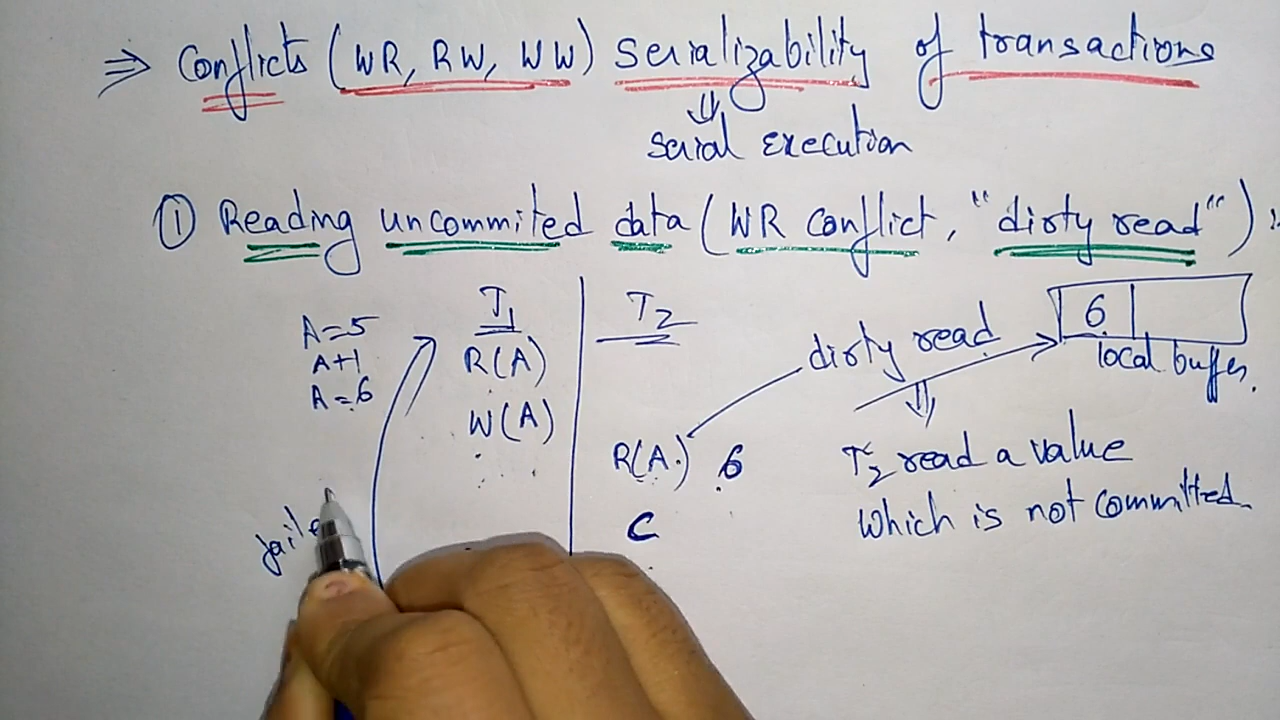 ⇒ Conflicts (WR, RW, WW) serializability of transactions
⇓
serial execution
① Reading uncommited data (WR conflict, "dirty read") :
A=5
A+1
A=6
T1
R(A)
W(A)
T2
R(A) 6
C
dirty read
6
local buffer.
⇓
T2 read a value
which is not committed.